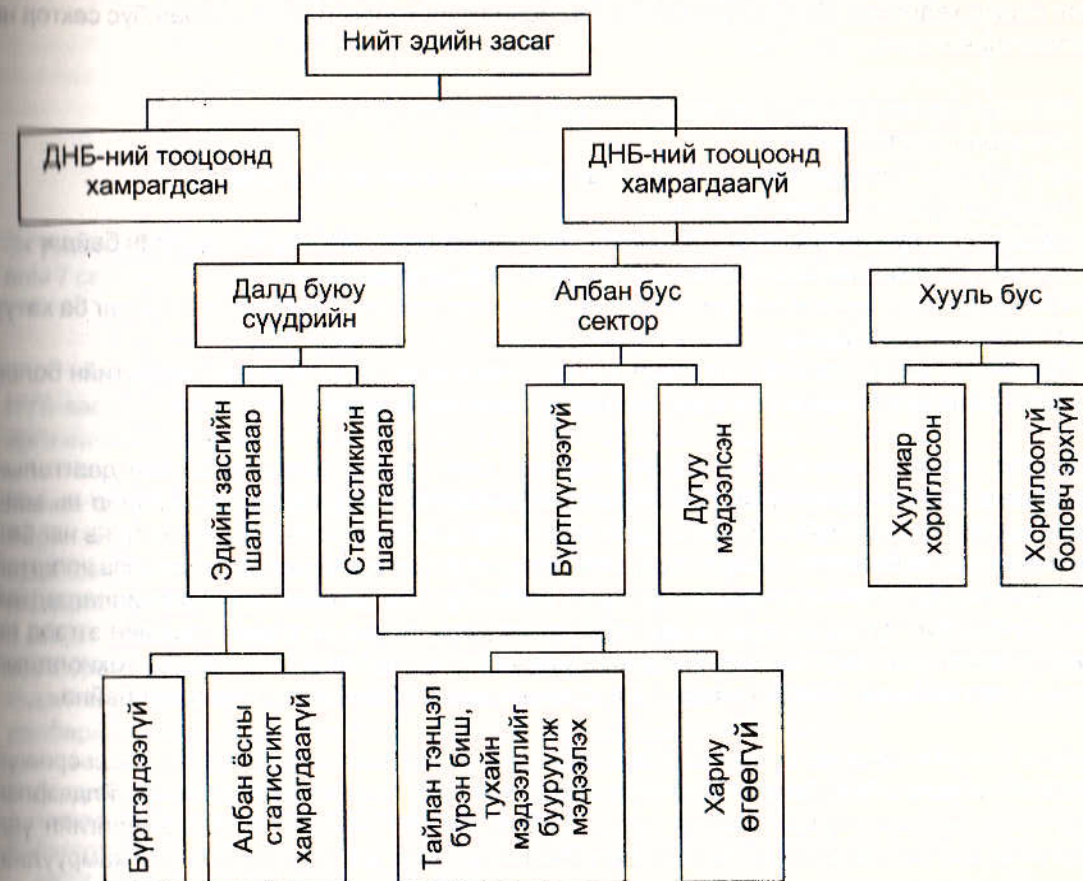 Нийт эдийн засаг
ДНБ-ний тооцоонд
хамрагдсан
ДНБ-ний тооцоонд
хамрагдаагүй
Далд буюу
сүүдрийн
Албан бус
сектор
Хууль бус
Эдийн засгийн
шалтгаанаар
Статистикийн
шалтгаанаар
Бүртгүүлээгүй
Дутуу
мэдээлсэн
Хуулиар
хориглосон
Хориглоогүй
боловч эрхгүй
Бүртгэгдээгүй
Албан ёсны
статистикт
хамрагдаагүй
Тайлан тэнцэл
бүрэн биш,
тухайн
мэдээллийг
бууруулж
мэдээлэх
Хариу
өгөөгүй